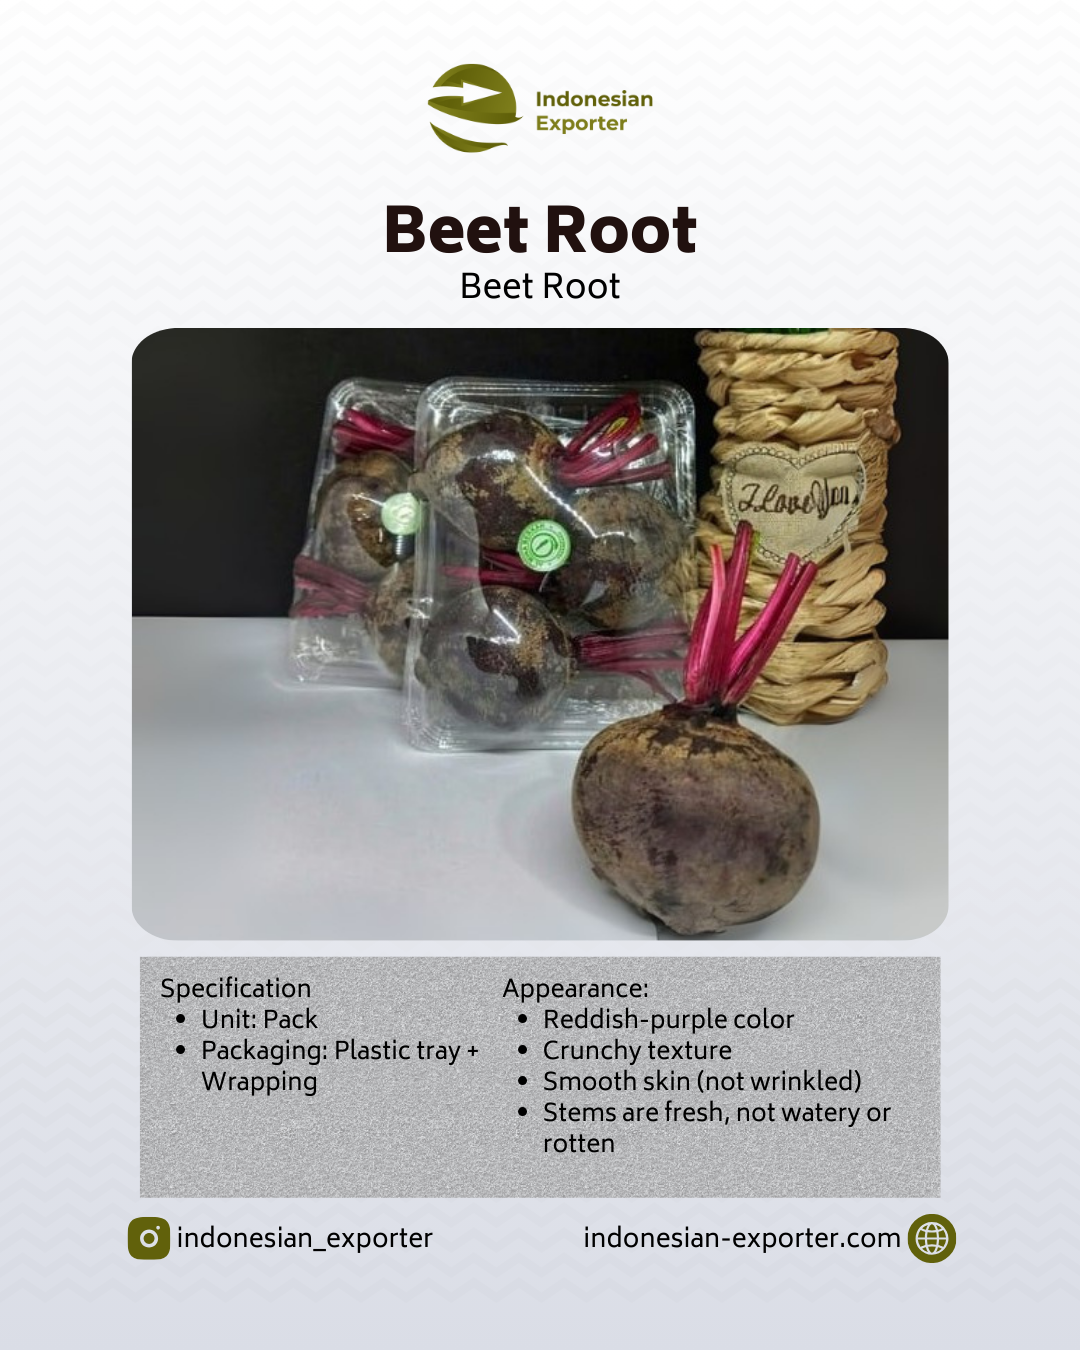 Indonesian
Exporter
Beet Root
Beet Root
I Love You
Specification
• Unit: Pack
• Packaging: Plastic tray +
Wrapping
Appearance:
• Reddish-purple color
• Crunchy texture
• Smooth skin (not wrinkled)
• Stems are fresh, not watery or
rotten
indonesian_exporter
indonesian-exporter.com